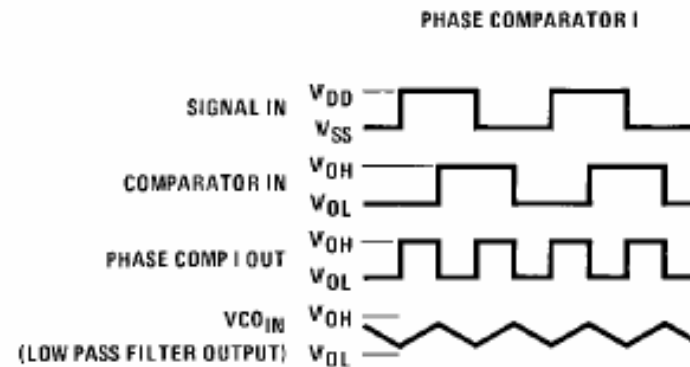 PHASE COMPARATOR I
SIGNAL IN
VDD
VSS
COMPARATOR IN
VOH
VOL
PHASE COMP I OUT
VOH
VOL
VCOIN
(LOW PASS FILTER OUTPUT)
VOH
VOL